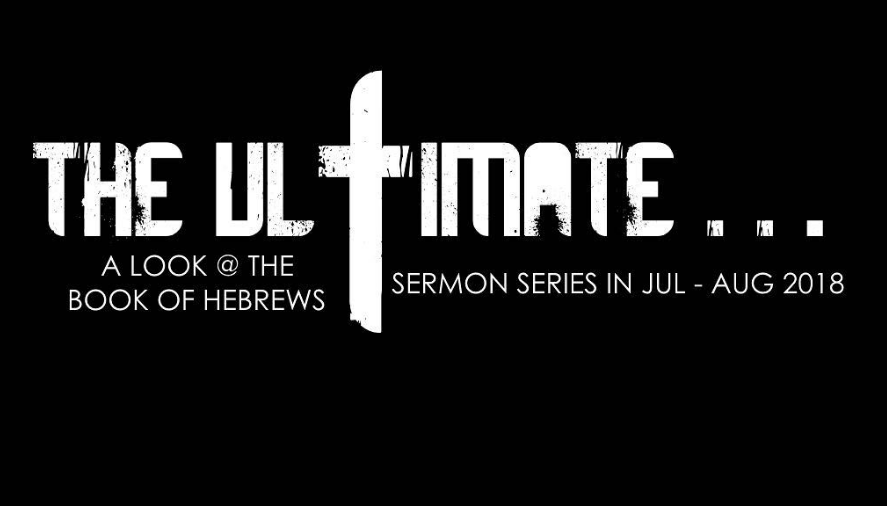 THE ULTIMATE...
A LOOK @ THE
BOOK OF HEBREWS
SERMON SERIES IN JUL - AUG 2018